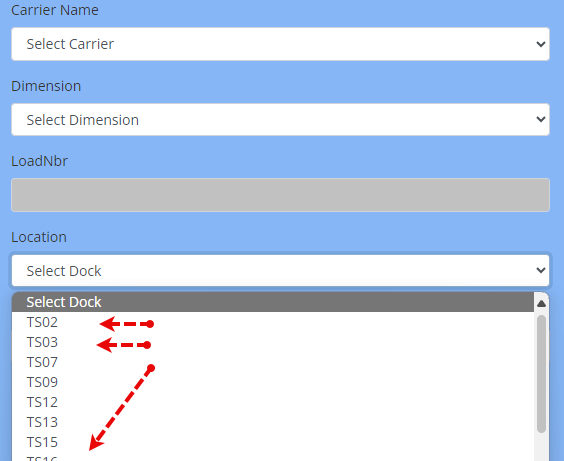 Carrier Name
Select Carrier
Dimension
Select Dimension
LoadNbr
Location
Select Dock
Select Dock
TS02
TS03
TS07
TS09
TS12
TS13
TS15
TS16